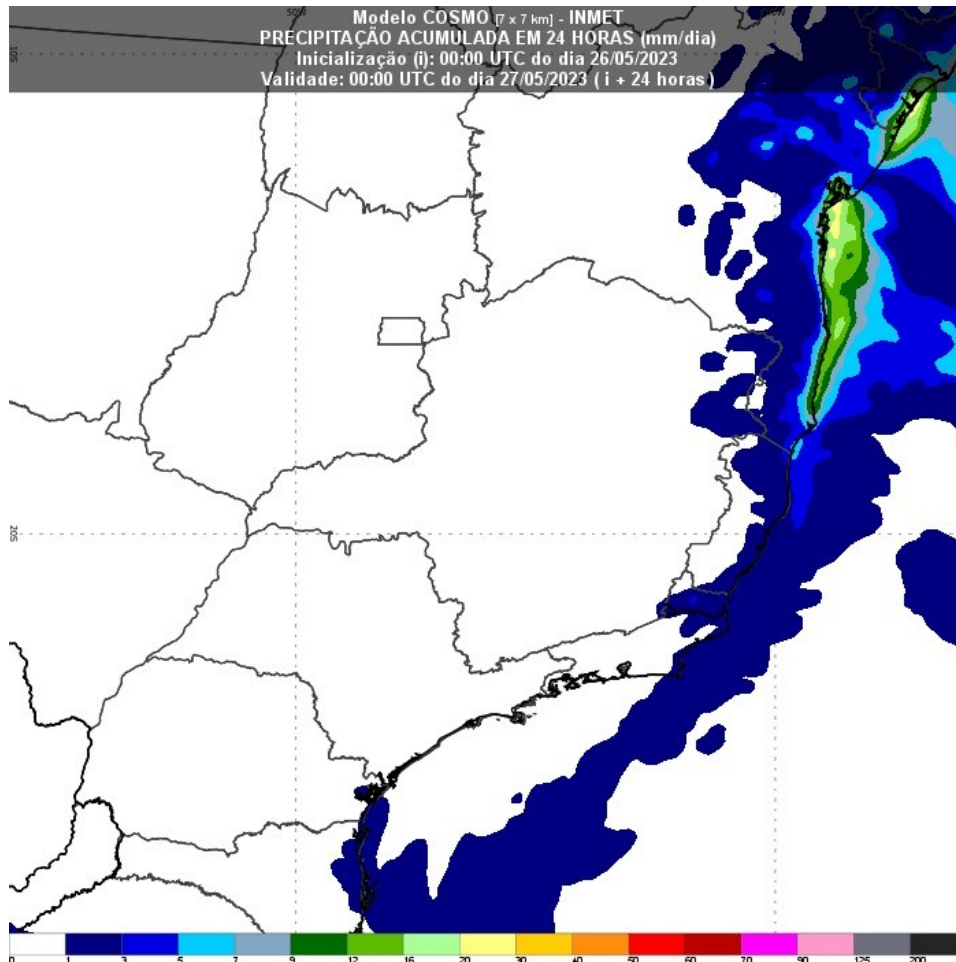 Modelo COSMO [7 x 7 km] - INMET
PRECIPITAÇÃO ACUMULADA EM 24 HORAS (mm/dia)
Inicialização (i): 00:00 UTC do dia 26/05/2023
Validade: 00:00 UTC do dia 27/05/2023 ( i + 24 horas )
50W
10S
20S
0 1 3 5 7 9 12 16 20 30 40 50 60 70 90 125 200